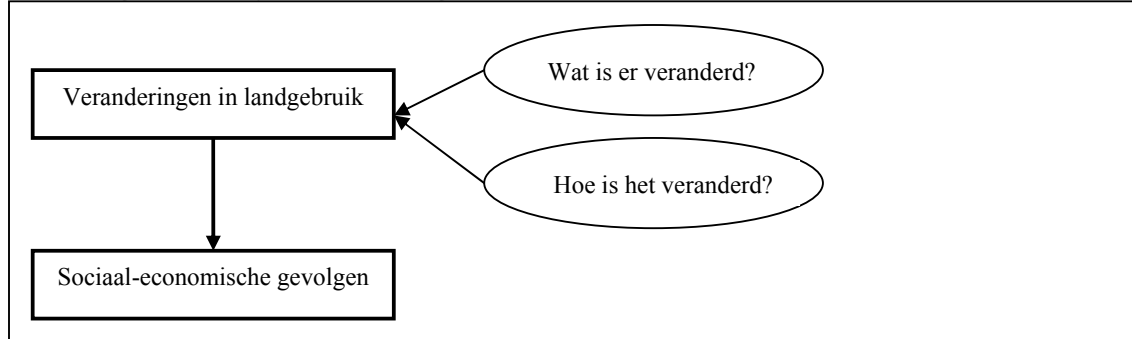 Wat is er veranderd?
Veranderingen in landgebruik
Hoe is het veranderd?
Sociaal-economische gevolgen